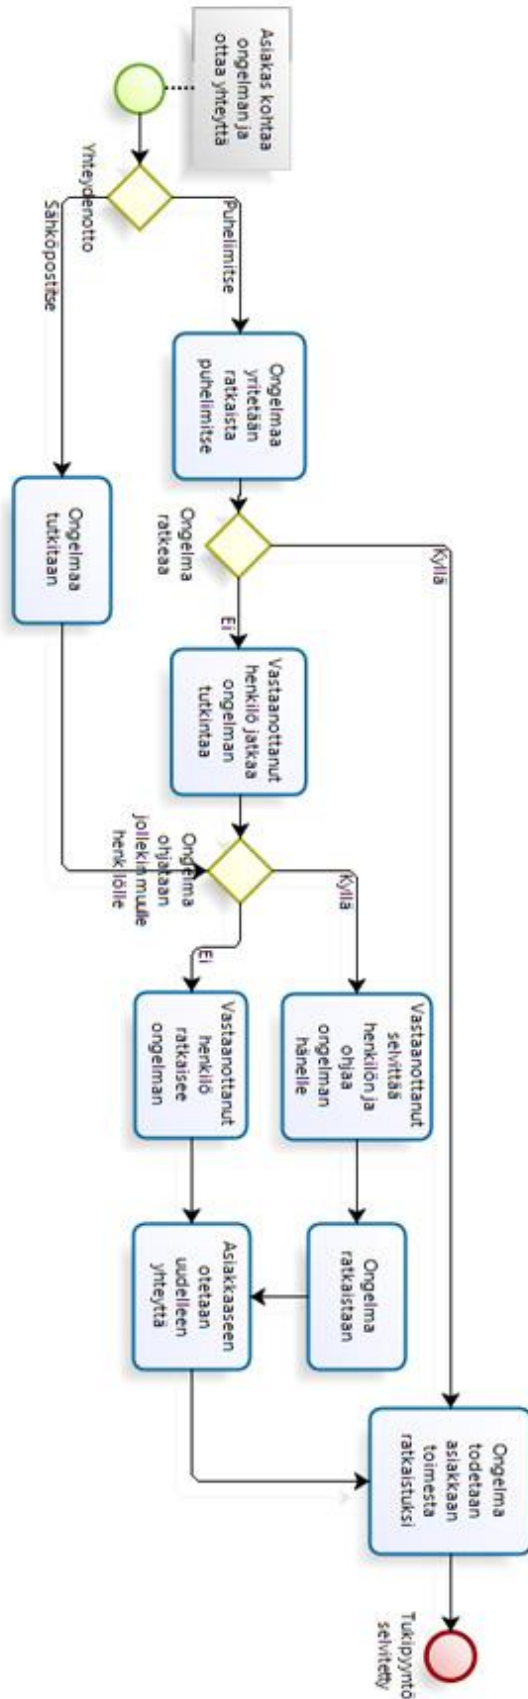 Asiakas kohtaa
ongelman ja
ottaa yhteyttä
Yhteydenotto
Puhelimitse
Sähköpostitse
Ongelmaa
yritetään
ratkaista
puhelimitse
Ongelmaa
tutkitaan
Ongelma
ratkeaa
Kyllä
Ei
Vastaanottanut
henkilö jatkaa
ongelman
tutkintaa
Ongelma
ohjataan
jollekin muulle
henkilölle
Kyllä
Ei
Vastaanottanut
selvittää
henkilön ja
ohjaa
ongelman
hänelle
Vastaanottanut
henkilö
ratkaisee
ongelman
Ongelma
ratkaistaan
Asiakkaaseen
otetaan
uudelleen
yhteyttä
Ongelma
todetaan
asiakkaan
toimesta
ratkaistuksi
Tukipyyntö
selvitetty